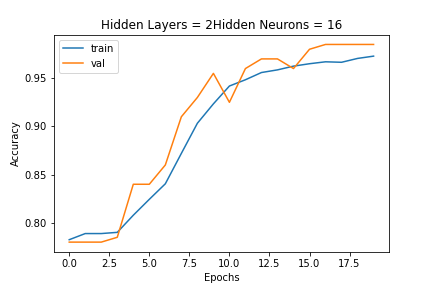 Hidden Layers = 2Hidden Neurons = 16
train
val
Accuracy
0.95
0.90
0.85
0.80
0.0 2.5 5.0 7.5 10.0 12.5 15.0 17.5
Epochs